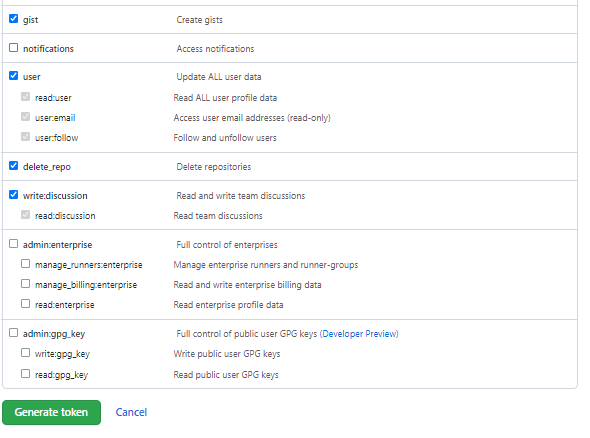 gist Create gists
notifications Access notifications
user Update ALL user data
read:user Read ALL user profile data
user:email Access user email addresses (read-only)
user:follow Follow and unfollow users
delete_repo Delete repositories
write:discussion Read and write team discussions
read:discussion Read team discussions
admin:enterprise Full control of enterprises
manage_runners:enterprise Manage enterprise runners and runner-groups
manage_billing:enterprise Read and write enterprise billing data
read:enterprise Read enterprise profile data
admin:gpg_key Full control of public user GPG keys (Developer Preview)
write:gpg_key Write public user GPG keys
read:gpg_key Read public user GPG keys
Generate token Cancel